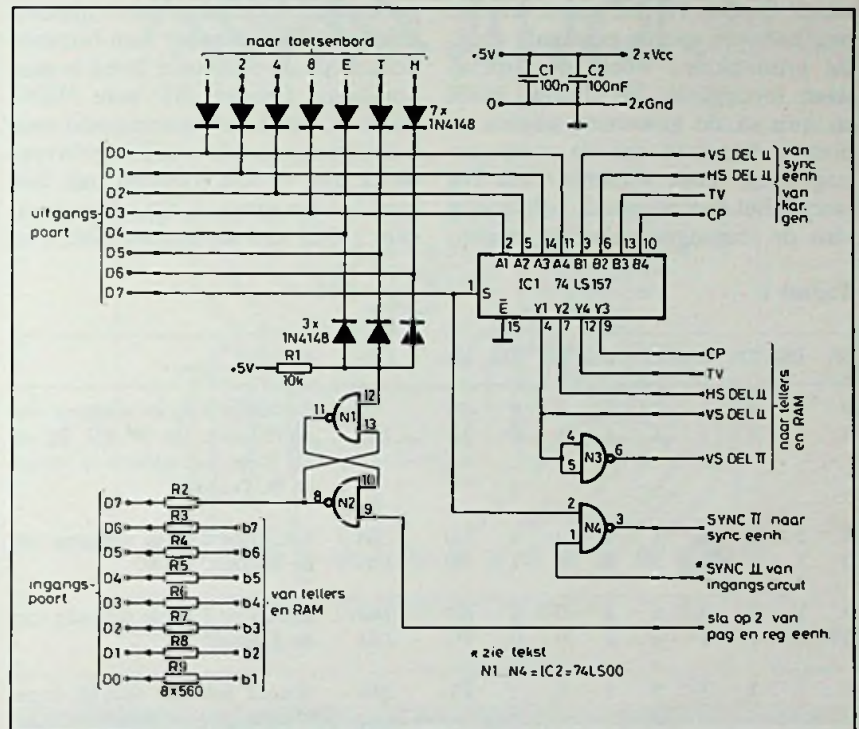 naar toetsenbord
1 2 4 8 E T H
7x
1N4148
+5V
C1
100n
C2
100nF
2xVcc
0
2xGnd
uitgangs-
poort
D0
D1
D2
D3
D4
D5
D6
D7
VS DEL ⊔
HS DEL ⊔
van
sync
eenh
TV
CP
van
kar.
gen.
2 5 14 11 3 6 13 10
A1 A2 A3 A4 B1 B2 B3 B4
1 S
IC1 74 LS157
E Y1 Y2 Y4 Y3
15 4 7 12 9
3x
1N4148
+5V
R1
10k
CP
TV
HS DEL ⊔
VS DEL ⊔
VS DEL ⊓
naar tellers
en RAM
11 N1 12
13
8 N2 10
9
4
5 N3 6
2
1 N4 3
SYNC ⊓ naar
sync eenh.
* SYNC ⊔ van
ingangs circuit
sla op 2 van
pag en reg eenh.
ingangs-
poort
D7 R2
D6 R3 b7
D5 R4 b6
D4 R5 b5
D3 R6 b4
D2 R7 b3
D1 R8 b2
D0 R9 b1
8x560
van tellers
en RAM
* zie tekst
N1 N4 = IC2 = 74LS00